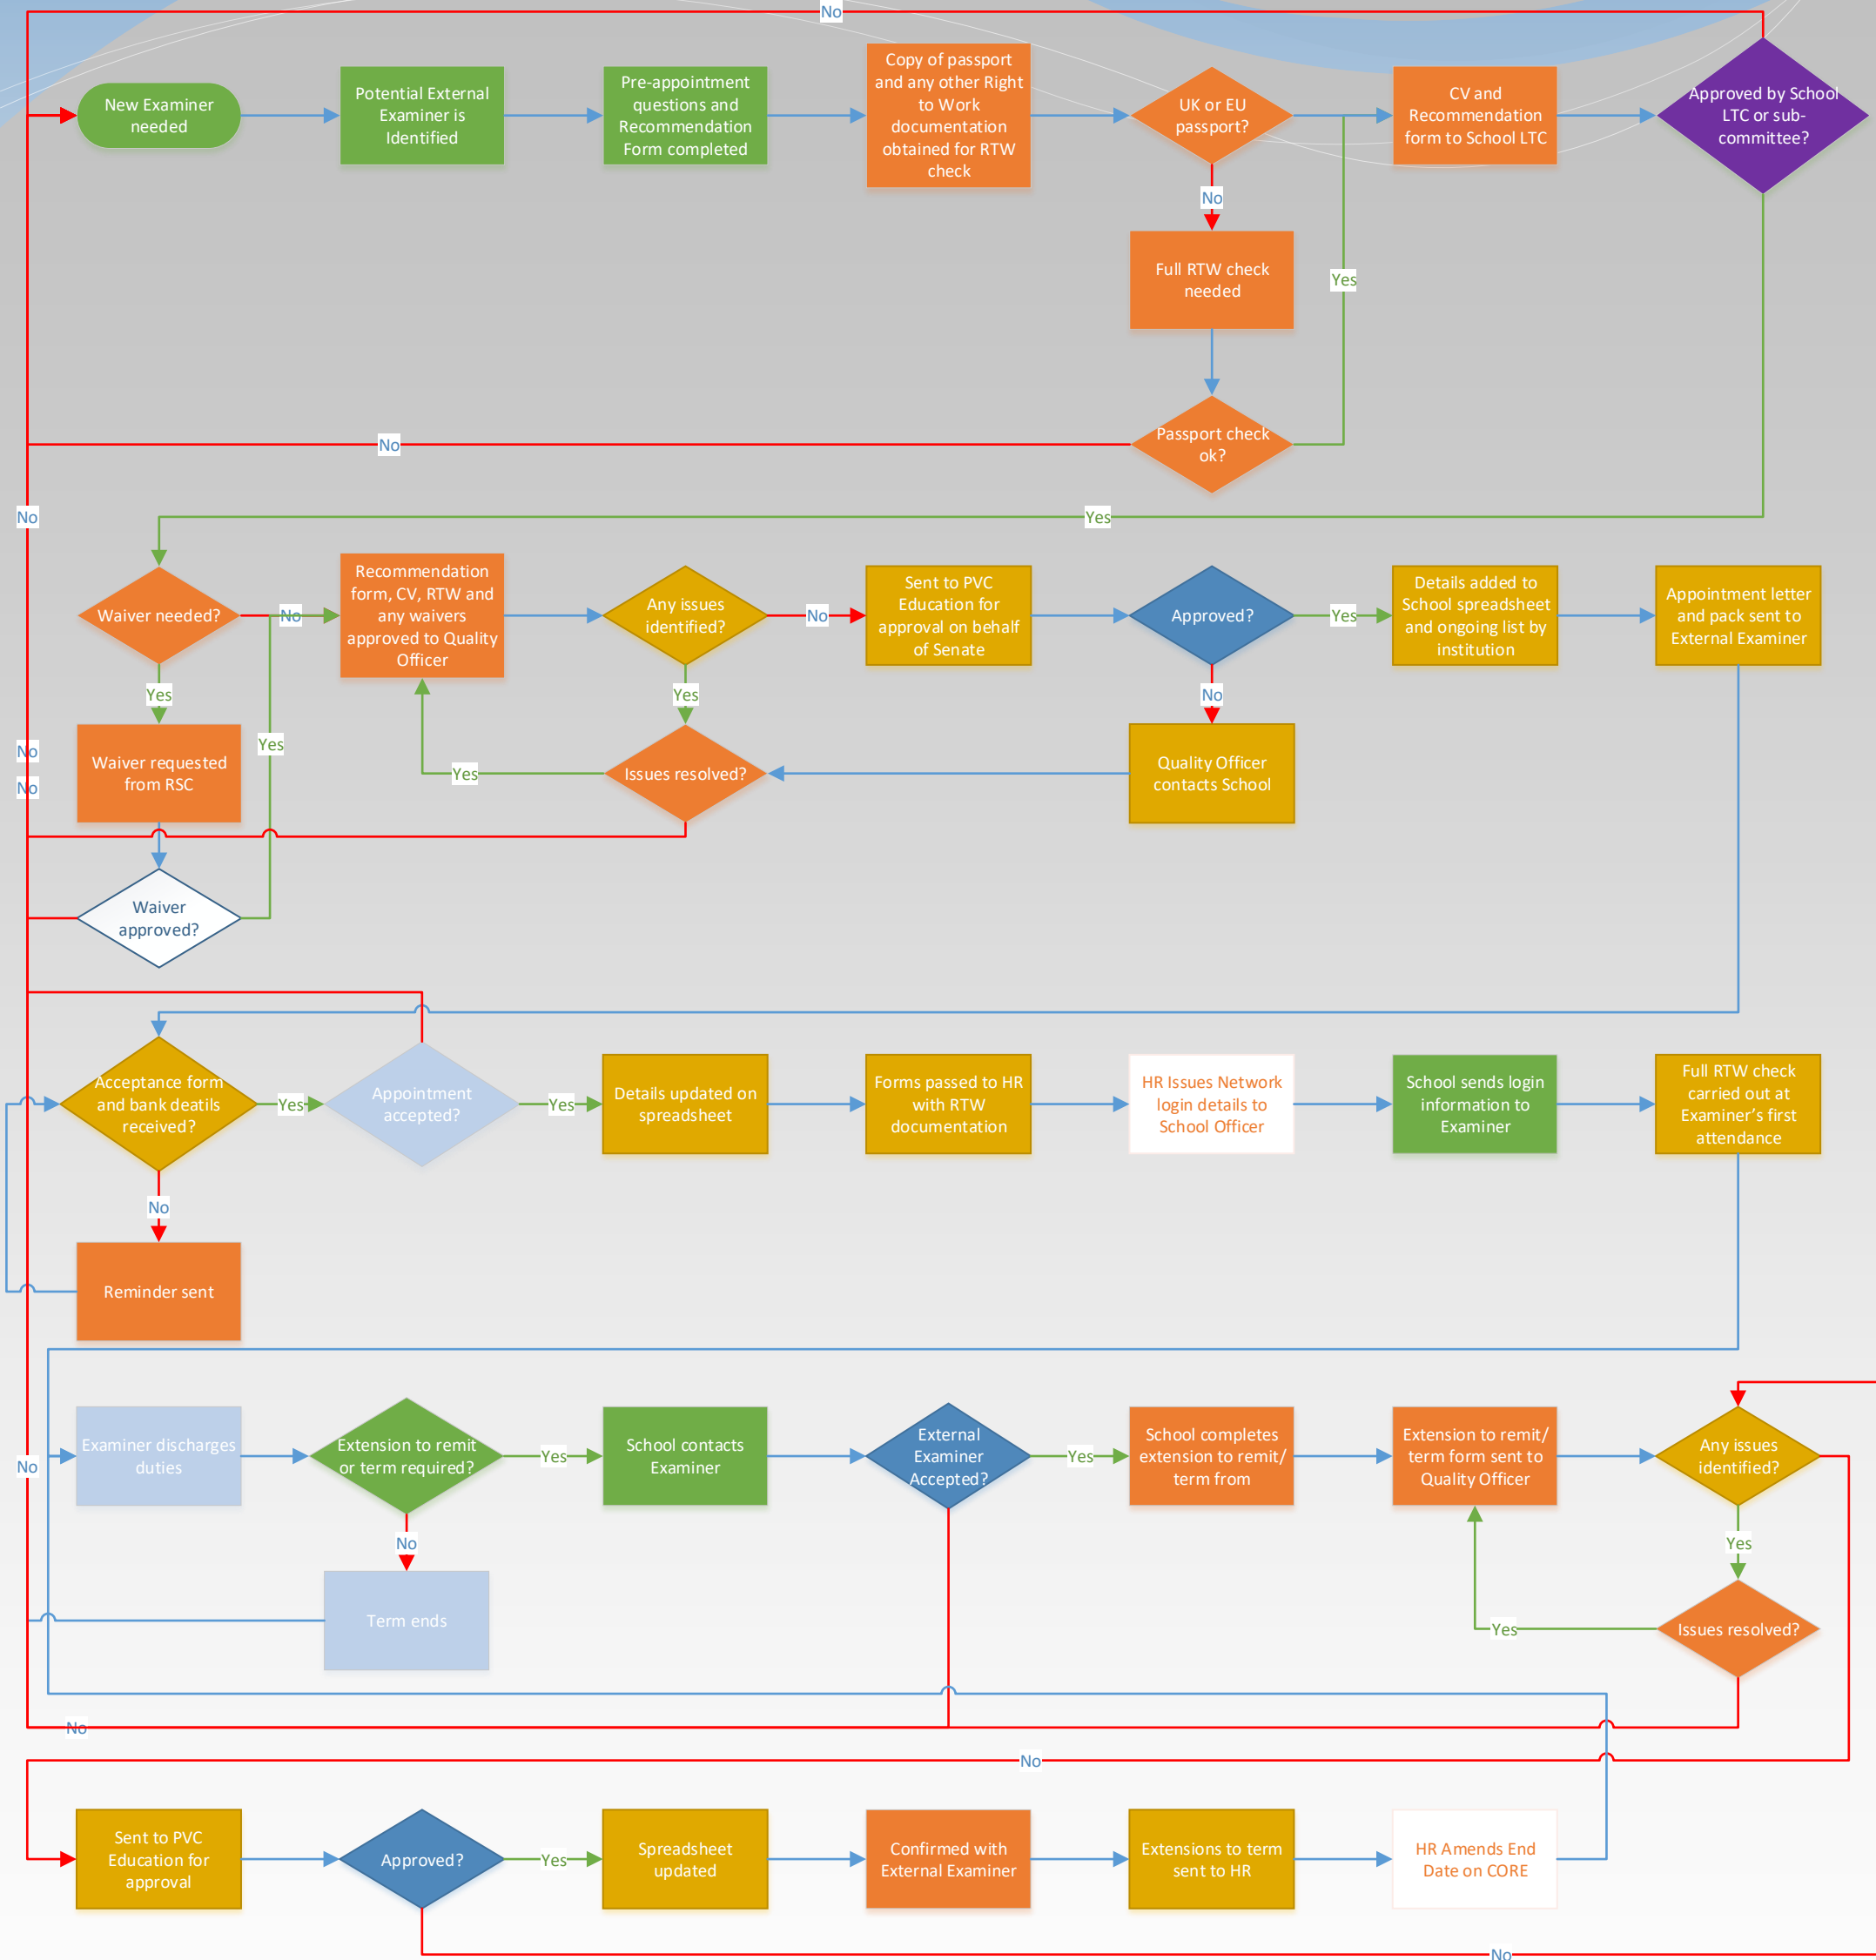 No
New Examiner
needed
Potential External
Examiner is
Identified
Pre-appointment
questions and
Recommendation
Form completed
Copy of passport
and any other Right
to Work
documentation
obtained for RTW
check
UK or EU
passport?
CV and
Recommendation
form to School LTC
Approved by School
LTC or sub-
committee?
No
Full RTW check
needed
Yes
Passport check
ok?
No
No
Yes
Waiver needed?
No
Recommendation
form, CV, RTW and
any waivers
approved to Quality
Officer
Any issues
identified?
No
Sent to PVC
Education for
approval on behalf
of Senate
Approved?
Yes
Details added to
School spreadsheet
and ongoing list by
institution
Appointment letter
and pack sent to
External Examiner
Yes
Yes
No
No
No
Yes
Waiver requested
from RSC
Yes
Issues resolved?
Quality Officer
contacts School
Waiver
approved?
Acceptance form
and bank deatils
received?
Yes
Appointment
accepted?
Yes
Details updated on
spreadsheet
Forms passed to HR
with RTW
documentation
HR Issues Network
login details to
School Officer
School sends login
information to
Examiner
Full RTW check
carried out at
Examiner’s first
attendance
No
Reminder sent
No
Examiner discharges
duties
Extension to remit
or term required?
Yes
School contacts
Examiner
External
Examiner
Accepted?
Yes
School completes
extension to remit/
term from
Extension to remit/
term form sent to
Quality Officer
Any issues
identified?
No
Yes
Term ends
Yes
Issues resolved?
No
No
Sent to PVC
Education for
approval
Approved?
Yes
Spreadsheet
updated
Confirmed with
External Examiner
Extensions to term
sent to HR
HR Amends End
Date on CORE
No